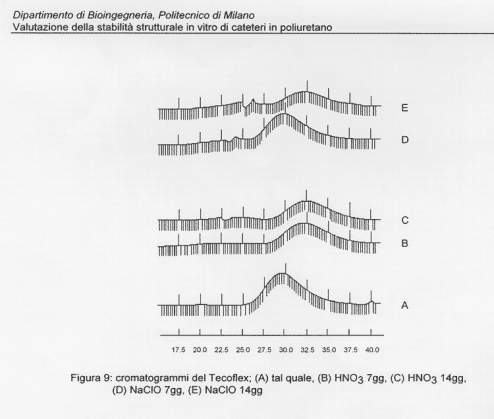 Dipartimento di Bioingegneria, Politecnico di Milano
Valutazione della stabilità strutturale in vitro di cateteri in poliuretano
E
D
C
B
A
17.5 20.0 22.5 25.0 27.5 30.0 32.5 35.0 37.5 40.0
Figura 9: cromatogrammi del Tecoflex; (A) tal quale, (B) HNO3 7gg, (C) HNO3 14gg,
(D) NaClO 7gg, (E) NaClO 14gg